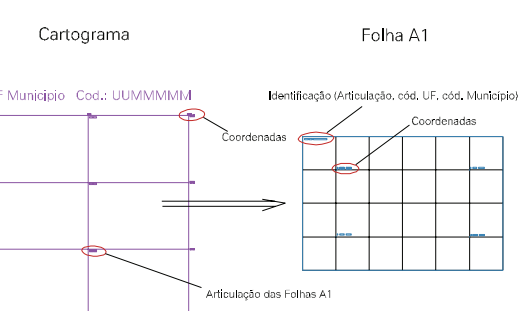 Cartograma
Folha A1
F Município Cod.: UUMMMMM
Identificação (Articulação, cód. UF, cód. Município)
Coordenadas
Coordenadas
Articulação das Folhas A1